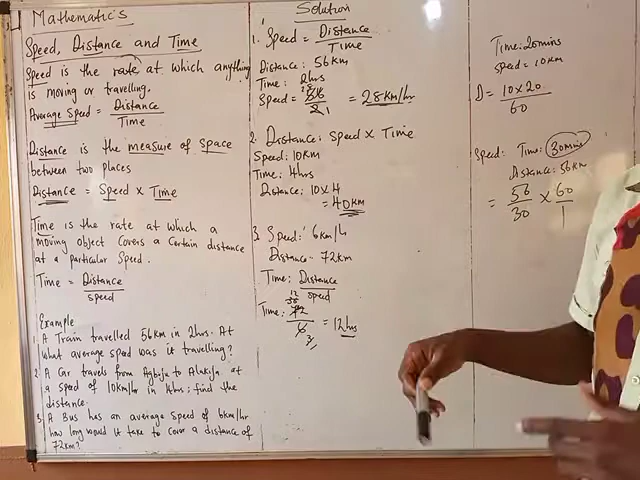 Mathematics
Speed, Distance and Time
Speed is the rate at which anything
is moving or travelling.
Average Speed = Distance
Time
Distance is the measure of space
between two places
Distance = Speed x Time
Time is the rate at which a
moving object Covers a Certain distance
at a particular Speed.
Time = Distance
speed
Example
1. A Train travelled 56km in 2hrs. At
what average speed was it travelling?
2. A Car travels from Agbija to Alakija at
a speed of 10km/hr in 4hrs; find the
distance.
3. A Bus has an average speed of 6km/hr
how long would it take to cover a distance of
72km?
Solution
1. Speed = Distance
Time
Distance: 56km
Time: 2hrs
Speed = 56 = 28km/hr
2 1
2. Distance: Speed x Time
Speed: 10km
Time: 4hrs
Distance: 10 x 4
= 40km
3. Speed: 6km/h
Distance - 72km
Time: Distance
speed
Time: 72 = 12hrs
6
Time: 20mins
speed = 10km
D = 10 x 20
60
Speed: Time: 30mins
Distance: 56km
= 56 x 60
30 1